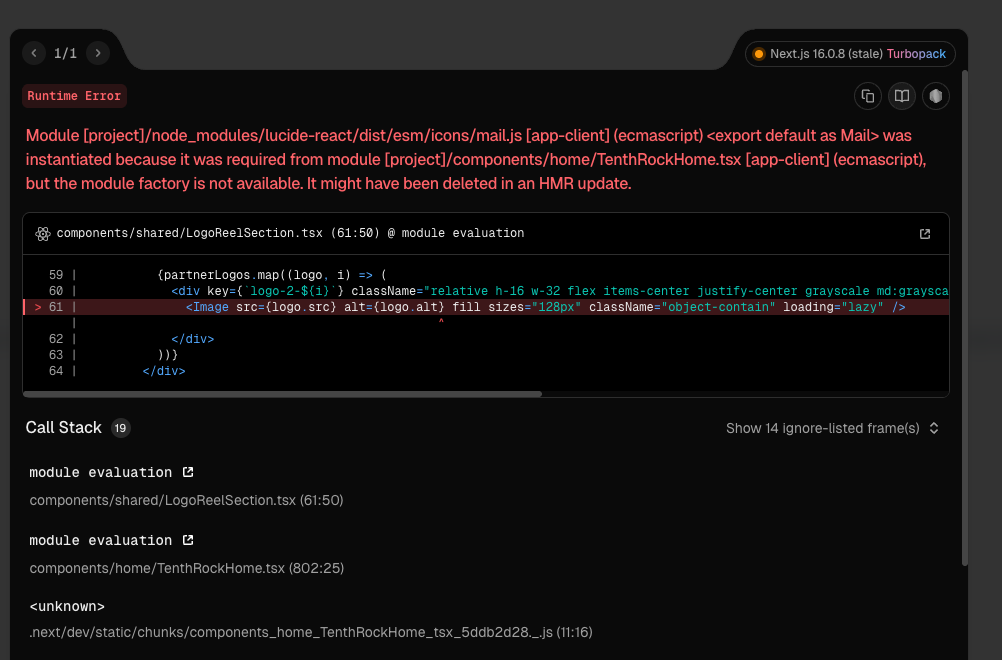 1/1
Next.js 16.0.8 (stale) Turbopack
Runtime Error
Module [project]/node_modules/lucide-react/dist/esm/icons/mail.js [app-client] (ecmascript) <export default as Mail> was
instantiated because it was required from module [project]/components/home/TenthRockHome.tsx [app-client] (ecmascript),
but the module factory is not available. It might have been deleted in an HMR update.
components/shared/LogoReelSection.tsx (61:50) @ module evaluation
59 | {partnerLogos.map((logo, i) => (
60 | <div key={`logo-2-${i}`} className="relative h-16 w-32 flex items-center justify-center grayscale md:graysca
> 61 | <Image src={logo.src} alt={logo.alt} fill sizes="128px" className="object-contain" loading="lazy" />
| ^
62 | </div>
63 | ))}
64 | </div>
Call Stack 19
Show 14 ignore-listed frame(s)
module evaluation
components/shared/LogoReelSection.tsx (61:50)
module evaluation
components/home/TenthRockHome.tsx (802:25)
<unknown>
.next/dev/static/chunks/components_home_TenthRockHome_tsx_5ddb2d28._.js (11:16)